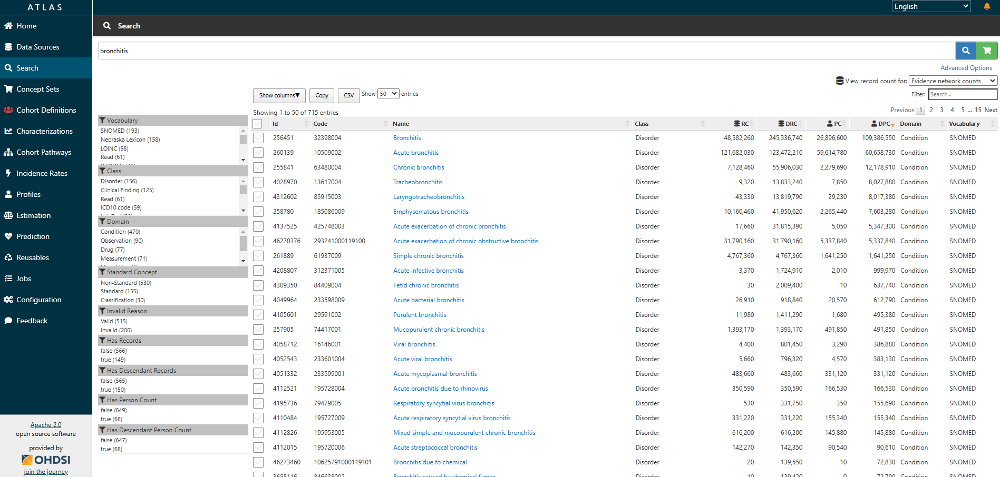 ATLAS
English
Home
Data Sources
Search
Concept Sets
Cohort Definitions
Characterizations
Cohort Pathways
Incidence Rates
Profiles
Estimation
Prediction
Reusables
Jobs
Configuration
Feedback
Apache 2.0
open source software
provided by
OHDSI
join the journey
Search
bronchitis
Advanced Options
View record count for: Evidence network counts
Show columns▼ Copy CSV Show 50 entries
Filter: Search...
Showing 1 to 50 of 715 entries
Previous 1 2 3 4 5 ... 15 Next
Vocabulary
SNOMED (193)
Nebraska Lexicon (158)
LOINC (98)
Read (61)
Class
Disorder (156)
Clinical Finding (125)
Read (61)
ICD10 code (59)
Domain
Condition (470)
Observation (90)
Drug (77)
Measurement (71)
Standard Concept
Non-Standard (530)
Standard (155)
Classification (30)
Invalid Reason
Valid (515)
Invalid (200)
Has Records
false (566)
true (149)
Has Descendant Records
false (565)
true (150)
Has Person Count
false (649)
true (66)
Has Descendant Person Count
false (647)
true (68)
Id Code Name Class RC DRC PC DPC Domain Vocabulary
256451 32398004 Bronchitis Disorder 48,582,260 245,336,740 26,896,600 109,386,550 Condition SNOMED
260139 10509002 Acute bronchitis Disorder 121,682,030 123,472,210 59,614,780 60,658,730 Condition SNOMED
255841 63480004 Chronic bronchitis Disorder 7,128,460 55,906,030 2,279,690 12,178,910 Condition SNOMED
4028970 13617004 Tracheobronchitis Disorder 9,320 13,833,240 7,850 8,027,880 Condition SNOMED
4312602 85915003 Laryngotracheobronchitis Disorder 43,330 13,819,790 29,230 8,017,380 Condition SNOMED
258780 185086009 Emphysematous bronchitis Disorder 10,160,460 41,950,620 2,265,440 7,603,280 Condition SNOMED
4137525 425748003 Acute exacerbation of chronic bronchitis Disorder 17,660 31,815,390 5,050 5,347,300 Condition SNOMED
46270376 293241000119100 Acute exacerbation of chronic obstructive bronchitis Disorder 31,790,160 31,790,160 5,337,840 5,337,840 Condition SNOMED
261889 61937009 Simple chronic bronchitis Disorder 4,767,360 4,767,360 1,641,250 1,641,250 Condition SNOMED
4208807 312371005 Acute infective bronchitis Disorder 3,370 1,724,910 2,010 999,970 Condition SNOMED
4309350 84409004 Fetid chronic bronchitis Disorder 30 2,009,400 10 637,740 Condition SNOMED
4049964 233598009 Acute bacterial bronchitis Disorder 26,910 918,840 20,570 612,790 Condition SNOMED
4105601 29591002 Purulent bronchitis Disorder 11,980 1,411,290 1,680 495,380 Condition SNOMED
257905 74417001 Mucopurulent chronic bronchitis Disorder 1,393,170 1,393,170 491,850 491,850 Condition SNOMED
4058712 16146001 Viral bronchitis Disorder 4,400 801,450 3,290 386,880 Condition SNOMED
4052543 233601004 Acute viral bronchitis Disorder 5,660 796,320 4,570 383,130 Condition SNOMED
4051332 233599001 Acute mycoplasmal bronchitis Disorder 483,660 483,660 331,120 331,120 Condition SNOMED
4112521 195728004 Acute bronchitis due to rhinovirus Disorder 350,590 350,590 166,530 166,530 Condition SNOMED
4195736 79479005 Respiratory syncytial virus bronchitis Disorder 530 331,750 350 155,690 Condition SNOMED
4110484 195727009 Acute respiratory syncytial virus bronchitis Disorder 331,220 331,220 155,340 155,340 Condition SNOMED
4112826 195953005 Mixed simple and mucopurulent chronic bronchitis Disorder 616,200 616,200 145,880 145,880 Condition SNOMED
4112015 195720006 Acute streptococcal bronchitis Disorder 142,270 142,350 90,540 90,610 Condition SNOMED
46273460 10625791000119101 Bronchitis due to chemical Disorder 20 139,550 10 72,830 Condition SNOMED
3655116 846638002 Bronchitis caused by chemical fumes Disorder 10 139,420 0 72,790 Condition SNOMED